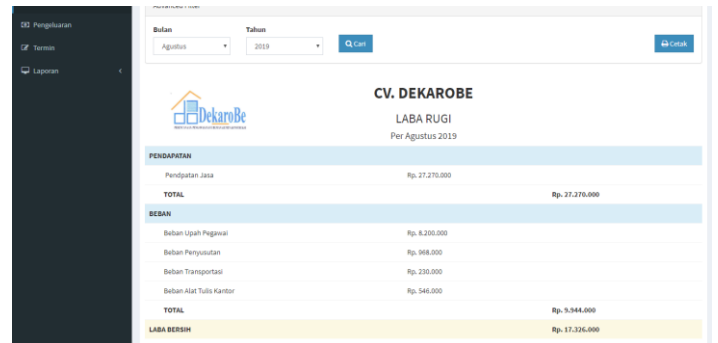 Advanced Filter
Pengeluaran
Termin
Laporan
Bulan
Tahun
Agustus
2019
Cari
Cetak
DekaroBe
CV. DEKAROBE
LABA RUGI
Per Agustus 2019
PENDAPATAN
Pendpatan Jasa Rp. 27.270.000
TOTAL Rp. 27.270.000
BEBAN
Beban Upah Pegawai Rp. 8.200.000
Beban Penyusutan Rp. 968.000
Beban Transportasi Rp. 230.000
Beban Alat Tulis Kantor Rp. 546.000
TOTAL Rp. 9.944.000
LABA BERSIH Rp. 17.326.000